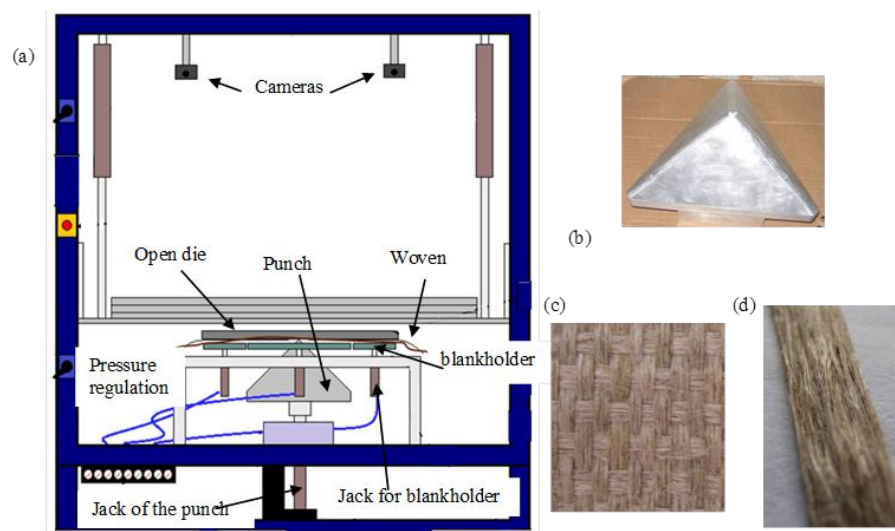 (a)
Cameras
(b)
Open die
Punch
Woven
(c)
(d)
blankholder
Pressure
regulation
Jack of the punch
Jack for blankholder